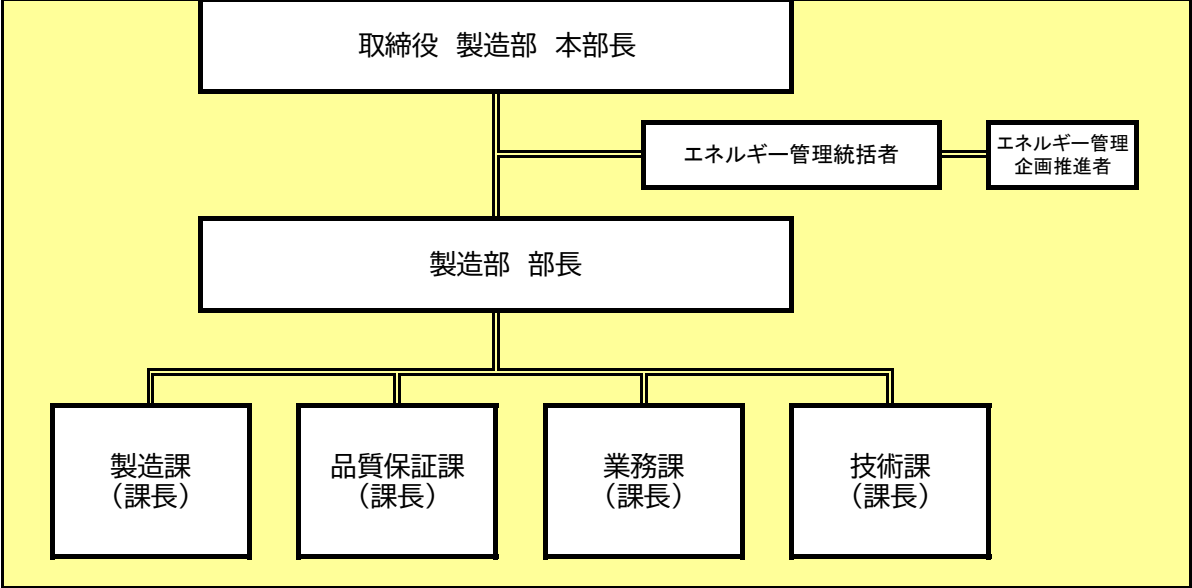 取締役 製造部 本部長
エネルギー管理統括者
エネルギー管理
企画推進者
製造部 部長
製造課
（課長）
品質保証課
（課長）
業務課
（課長）
技術課
（課長）